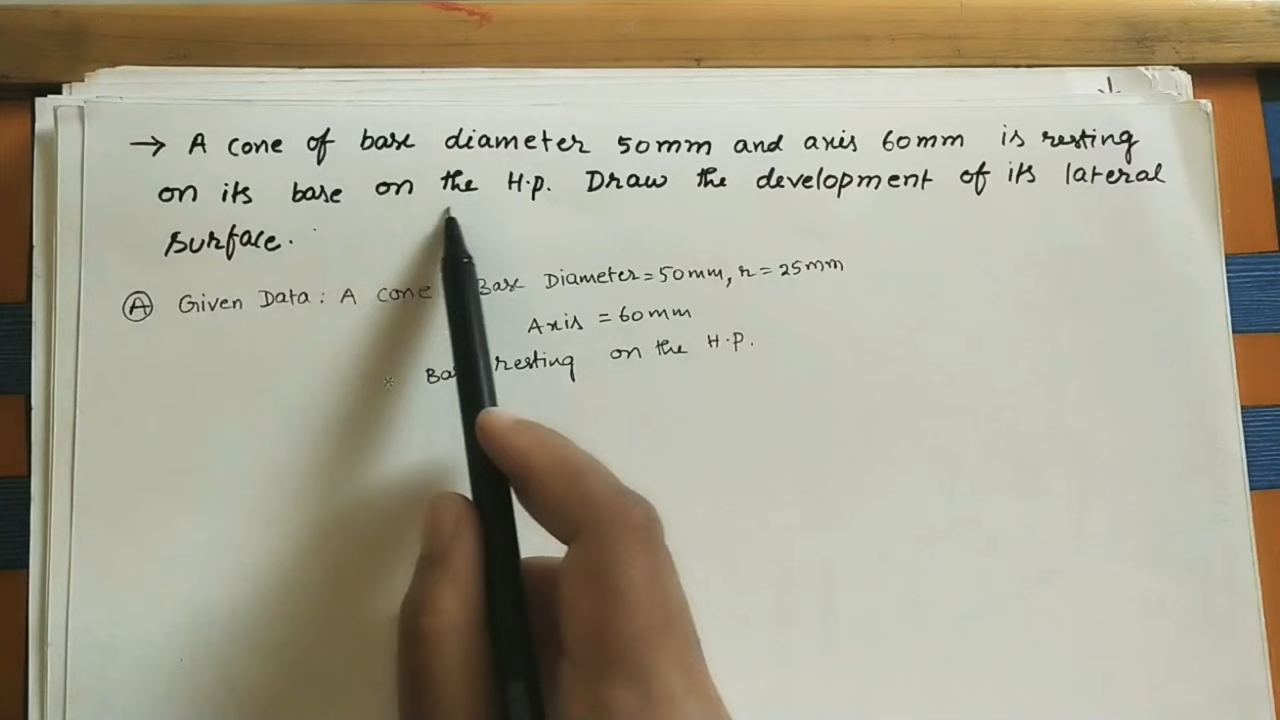 → A cone of base diameter 50mm and axis 60mm is resting
on its base on the H.P. Draw the development of its lateral
surface.
Ⓐ Given Data: A cone Base Diameter = 50mm, r = 25mm
Axis = 60mm
* resting on the H.P.